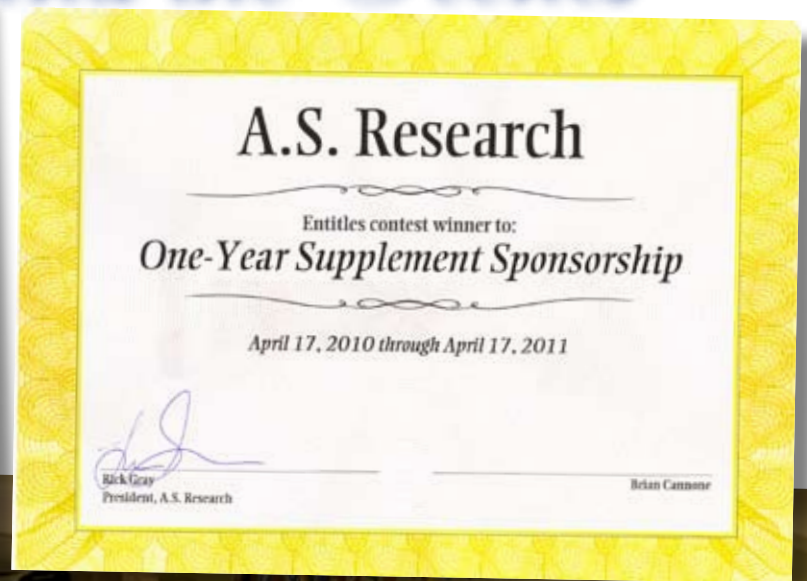 A.S. Research
Entitles contest winner to:
One-Year Supplement Sponsorship
April 17, 2010 through April 17, 2011
Rick Gray
President, A.S. Research
Brian Cannone